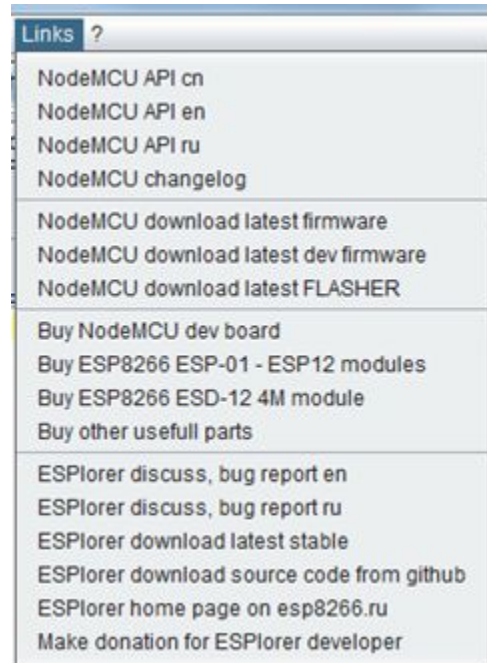 Links ?
NodeMCU API cn
NodeMCU API en
NodeMCU API ru
NodeMCU changelog
NodeMCU download latest firmware
NodeMCU download latest dev firmware
NodeMCU download latest FLASHER
Buy NodeMCU dev board
Buy ESP8266 ESP-01 - ESP12 modules
Buy ESP8266 ESD-12 4M module
Buy other usefull parts
ESPlorer discuss, bug report en
ESPlorer discuss, bug report ru
ESPlorer download latest stable
ESPlorer download source code from github
ESPlorer home page on esp8266.ru
Make donation for ESPlorer developer